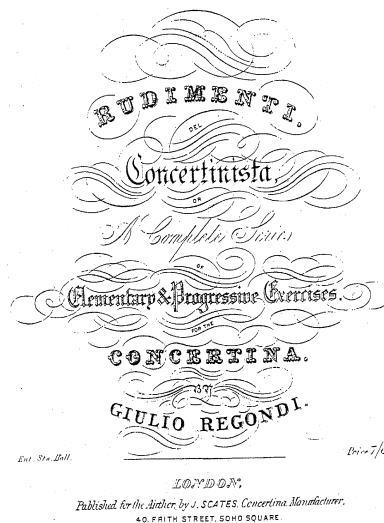 RUDIMENTI.
DEL
Concertinista,
OR
A Complete Series
OF
Elementary & Progressive Exercises.
FOR THE
CONCERTINA.
BY
GIULIO REGONDI.
Ent. Sta. Hall.
Price 7/6
LONDON,
Published for the Author, by J. SCATES, Concertina Manufacturer,
40, FRITH STREET, SOHO SQUARE.